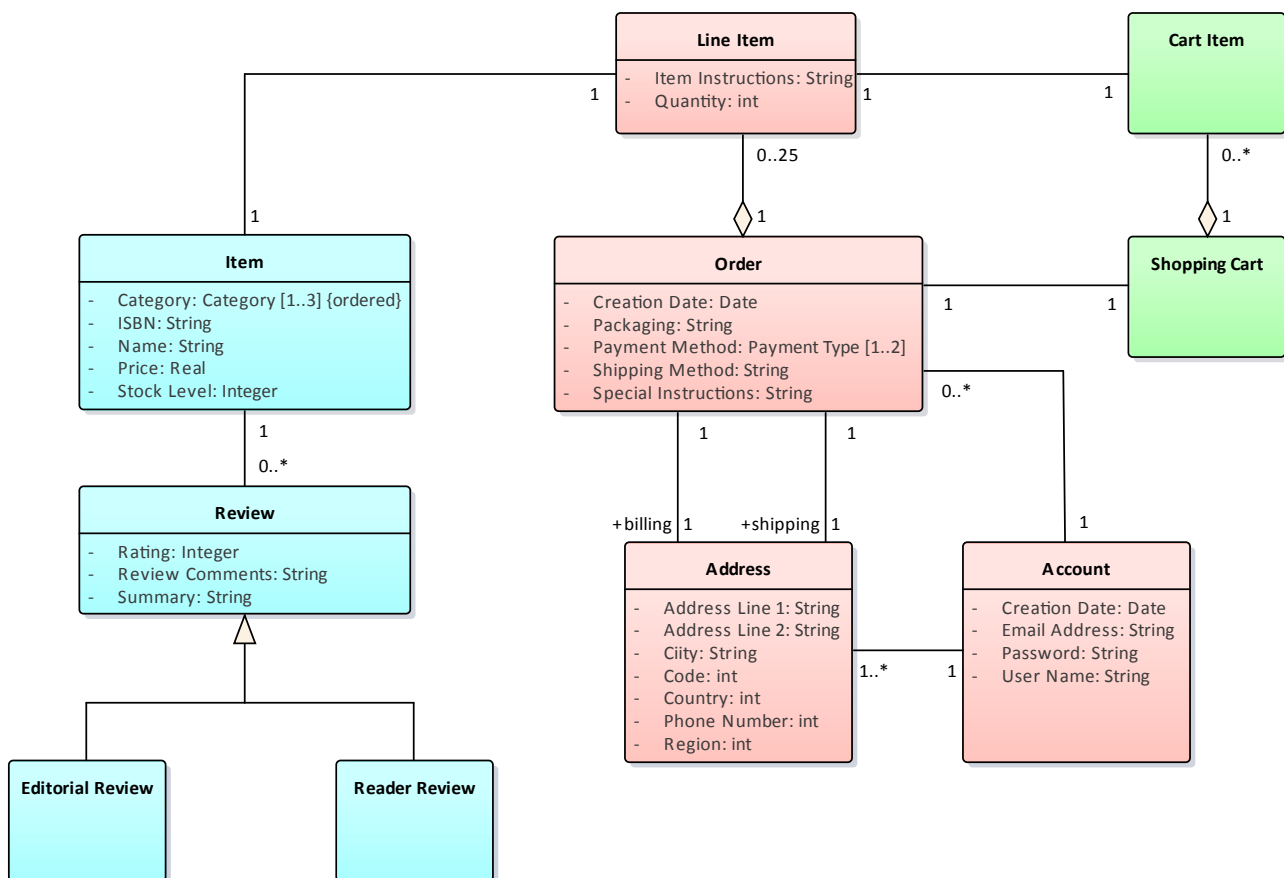 Line Item
- Item Instructions: String
- Quantity: int
Cart Item
1
1
1
0..25
0..*
1
1
1
Item
- Category: Category [1..3] {ordered}
- ISBN: String
- Name: String
- Price: Real
- Stock Level: Integer
Order
- Creation Date: Date
- Packaging: String
- Payment Method: Payment Type [1..2]
- Shipping Method: String
- Special Instructions: String
Shopping Cart
1
1
0..*
1
1
1
0..*
Review
- Rating: Integer
- Review Comments: String
- Summary: String
+billing
1
+shipping
1
1
Address
- Address Line 1: String
- Address Line 2: String
- Ciity: String
- Code: int
- Country: int
- Phone Number: int
- Region: int
Account
- Creation Date: Date
- Email Address: String
- Password: String
- User Name: String
1..*
1
Editorial Review
Reader Review